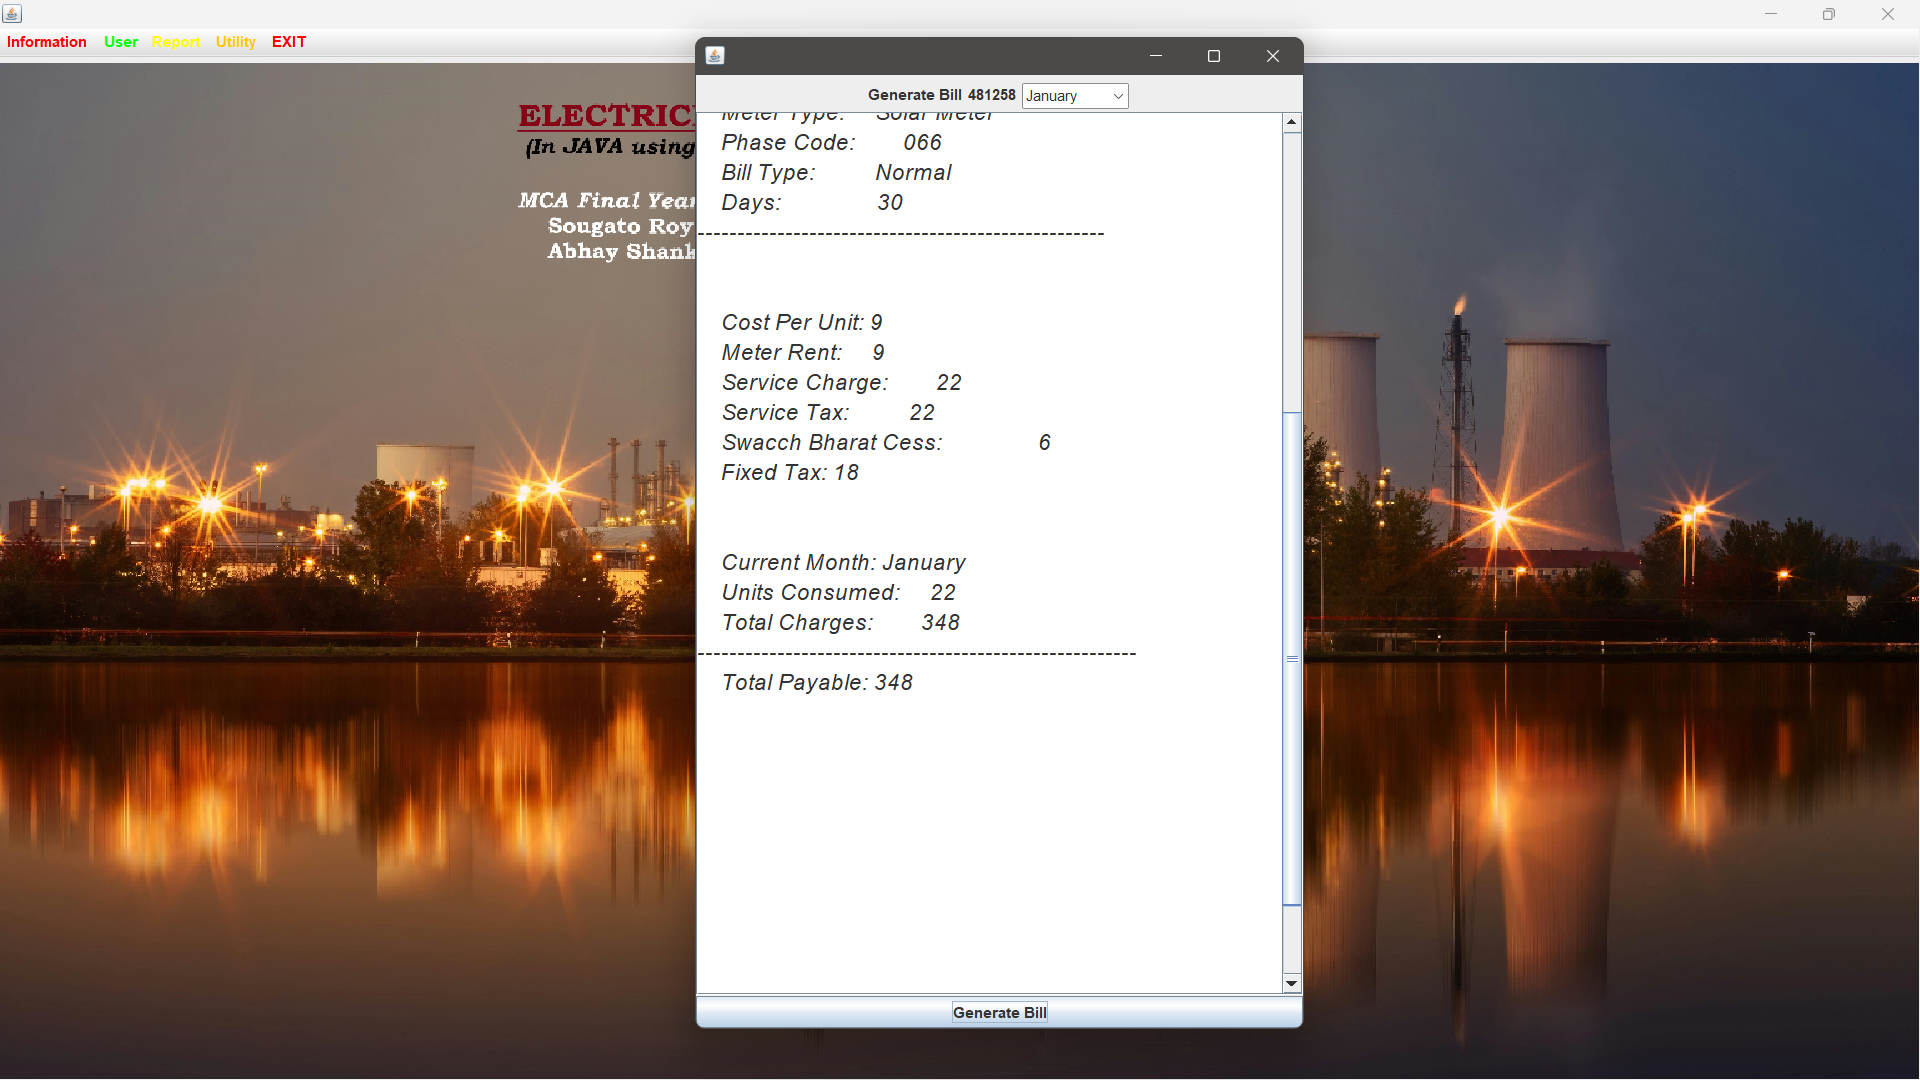 Information User Report Utility EXIT
Generate Bill 481258 January
ELECTRIC
(In JAVA using
MCA Final Year
Sougato Roy
Abhay Shank
Meter Type: Solar Meter
Phase Code: 066
Bill Type: Normal
Days: 30
---------------------------------------------------
Cost Per Unit: 9
Meter Rent: 9
Service Charge: 22
Service Tax: 22
Swacch Bharat Cess: 6
Fixed Tax: 18
Current Month: January
Units Consumed: 22
Total Charges: 348
-------------------------------------------------------
Total Payable: 348
Generate Bill